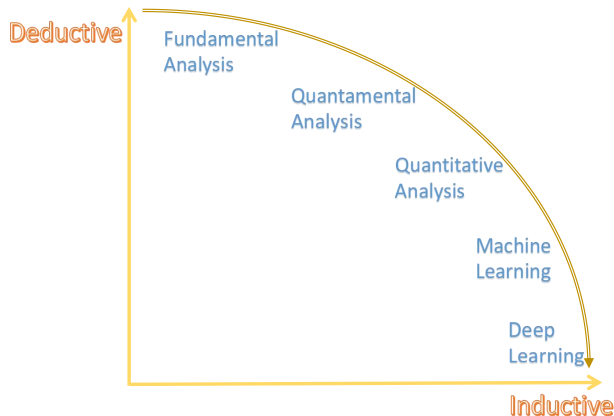 Deductive
Fundamental
Analysis
Quantamental
Analysis
Quantitative
Analysis
Machine
Learning
Deep
Learning
Inductive